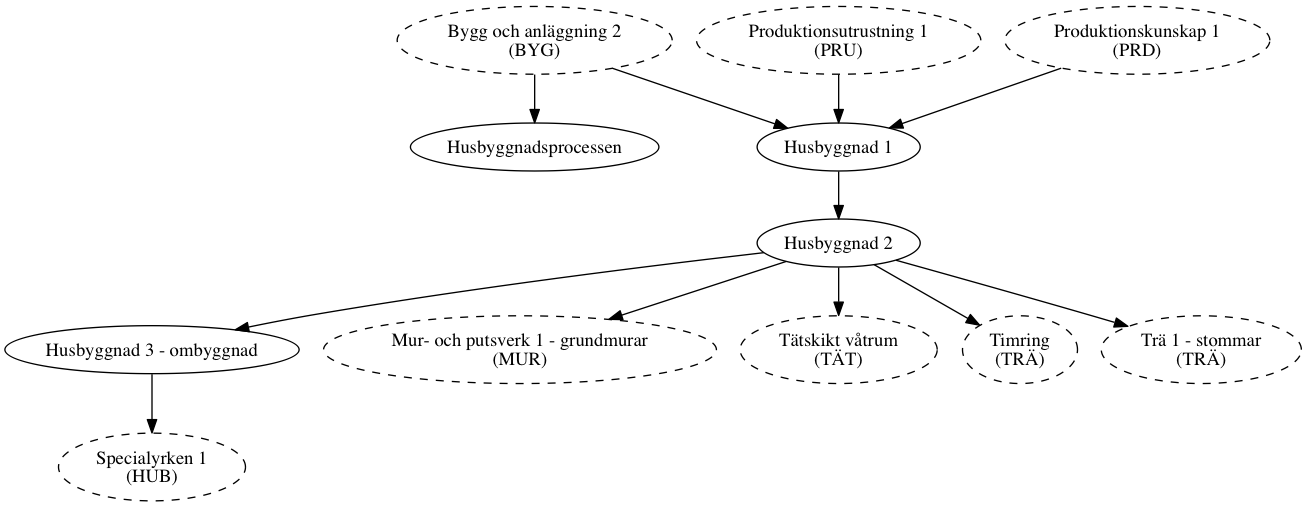 Bygg och anläggning 2
(BYG)
Produktionsutrustning 1
(PRU)
Produktionskunskap 1
(PRD)
Husbyggnadsprocessen
Husbyggnad 1
Husbyggnad 2
Husbyggnad 3 - ombyggnad
Mur- och putsverk 1 - grundmurar
(MUR)
Tätskikt våtrum
(TÄT)
Timring
(TRÄ)
Trä 1 - stommar
(TRÄ)
Specialyrken 1
(HUB)